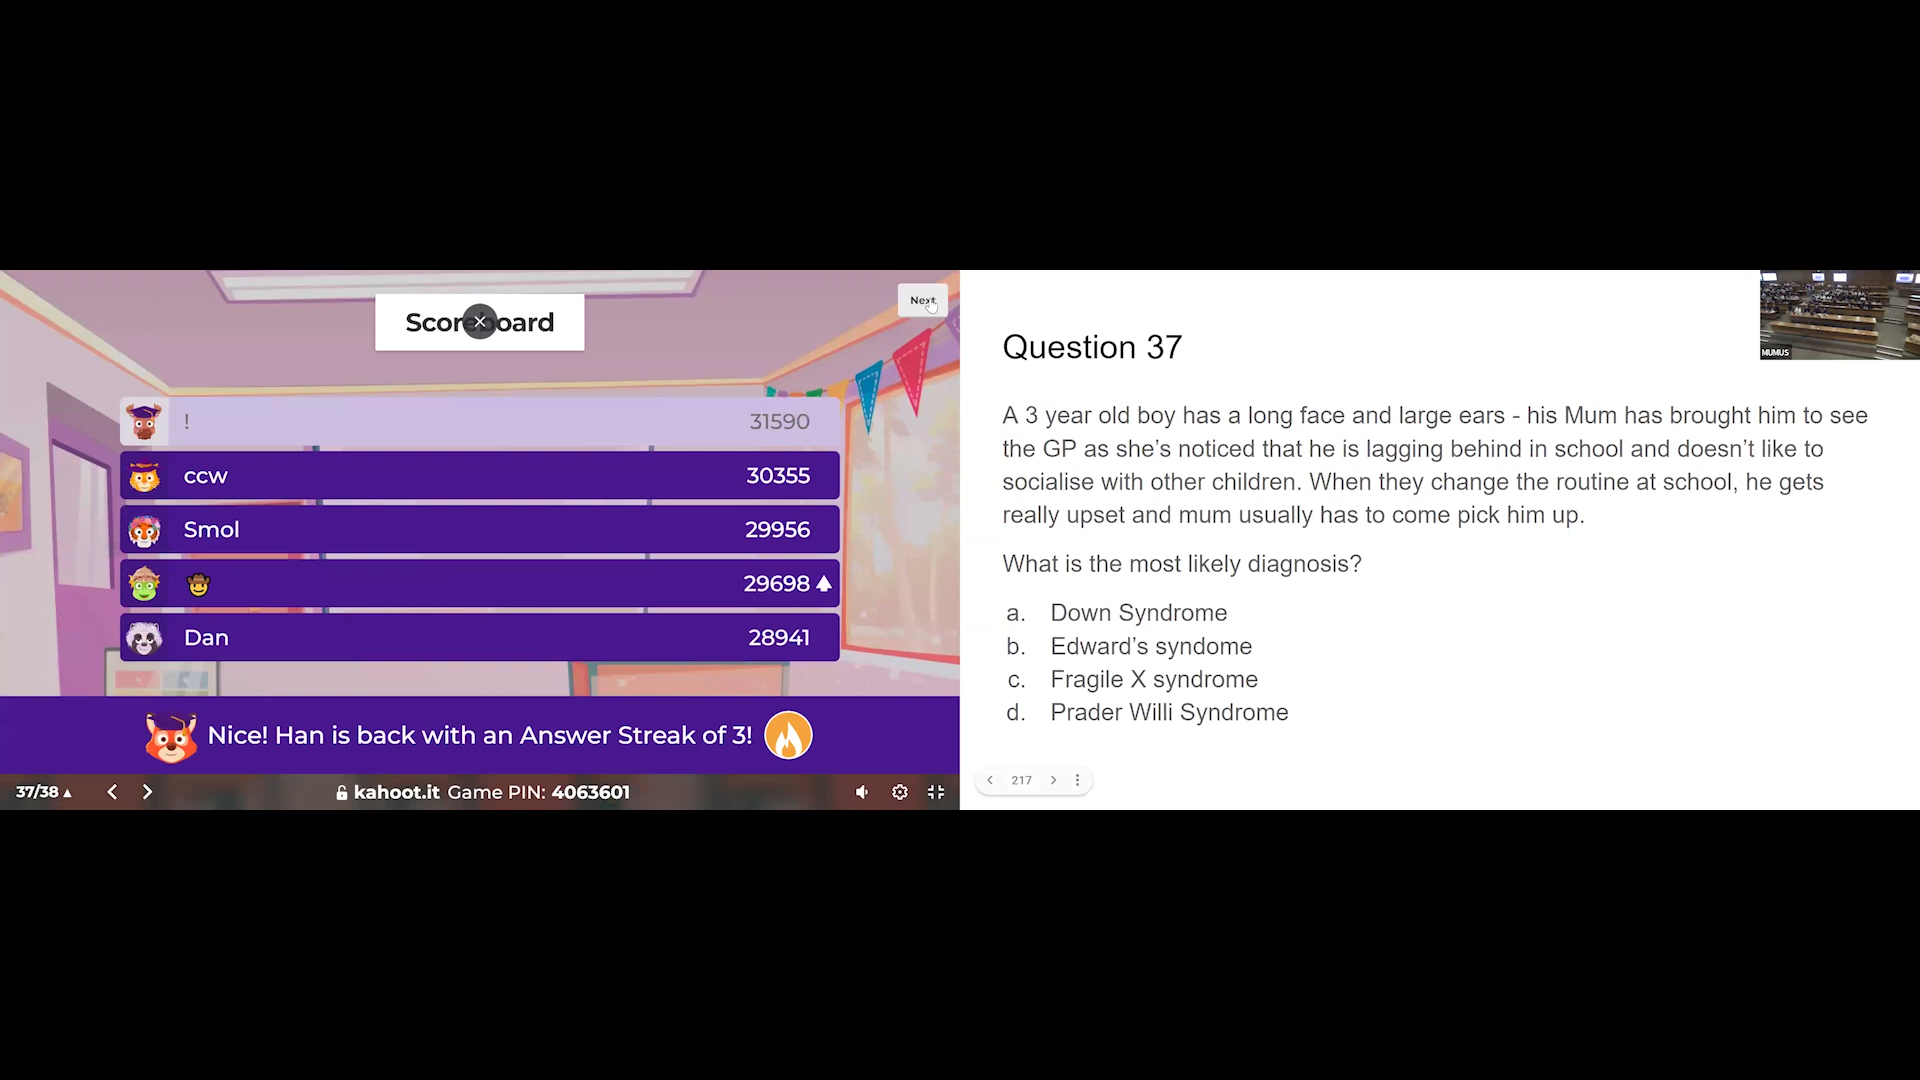 Scoreboard
Next
! 31590
ccw 30355
Smol 29956
🤠 29698
Dan 28941
Nice! Han is back with an Answer Streak of 3!
37/38
kahoot.it Game PIN: 4063601
Question 37
MUMUS
A 3 year old boy has a long face and large ears - his Mum has brought him to see
the GP as she’s noticed that he is lagging behind in school and doesn’t like to
socialise with other children. When they change the routine at school, he gets
really upset and mum usually has to come pick him up.
What is the most likely diagnosis?
a. Down Syndrome
b. Edward’s syndome
c. Fragile X syndrome
d. Prader Willi Syndrome
217